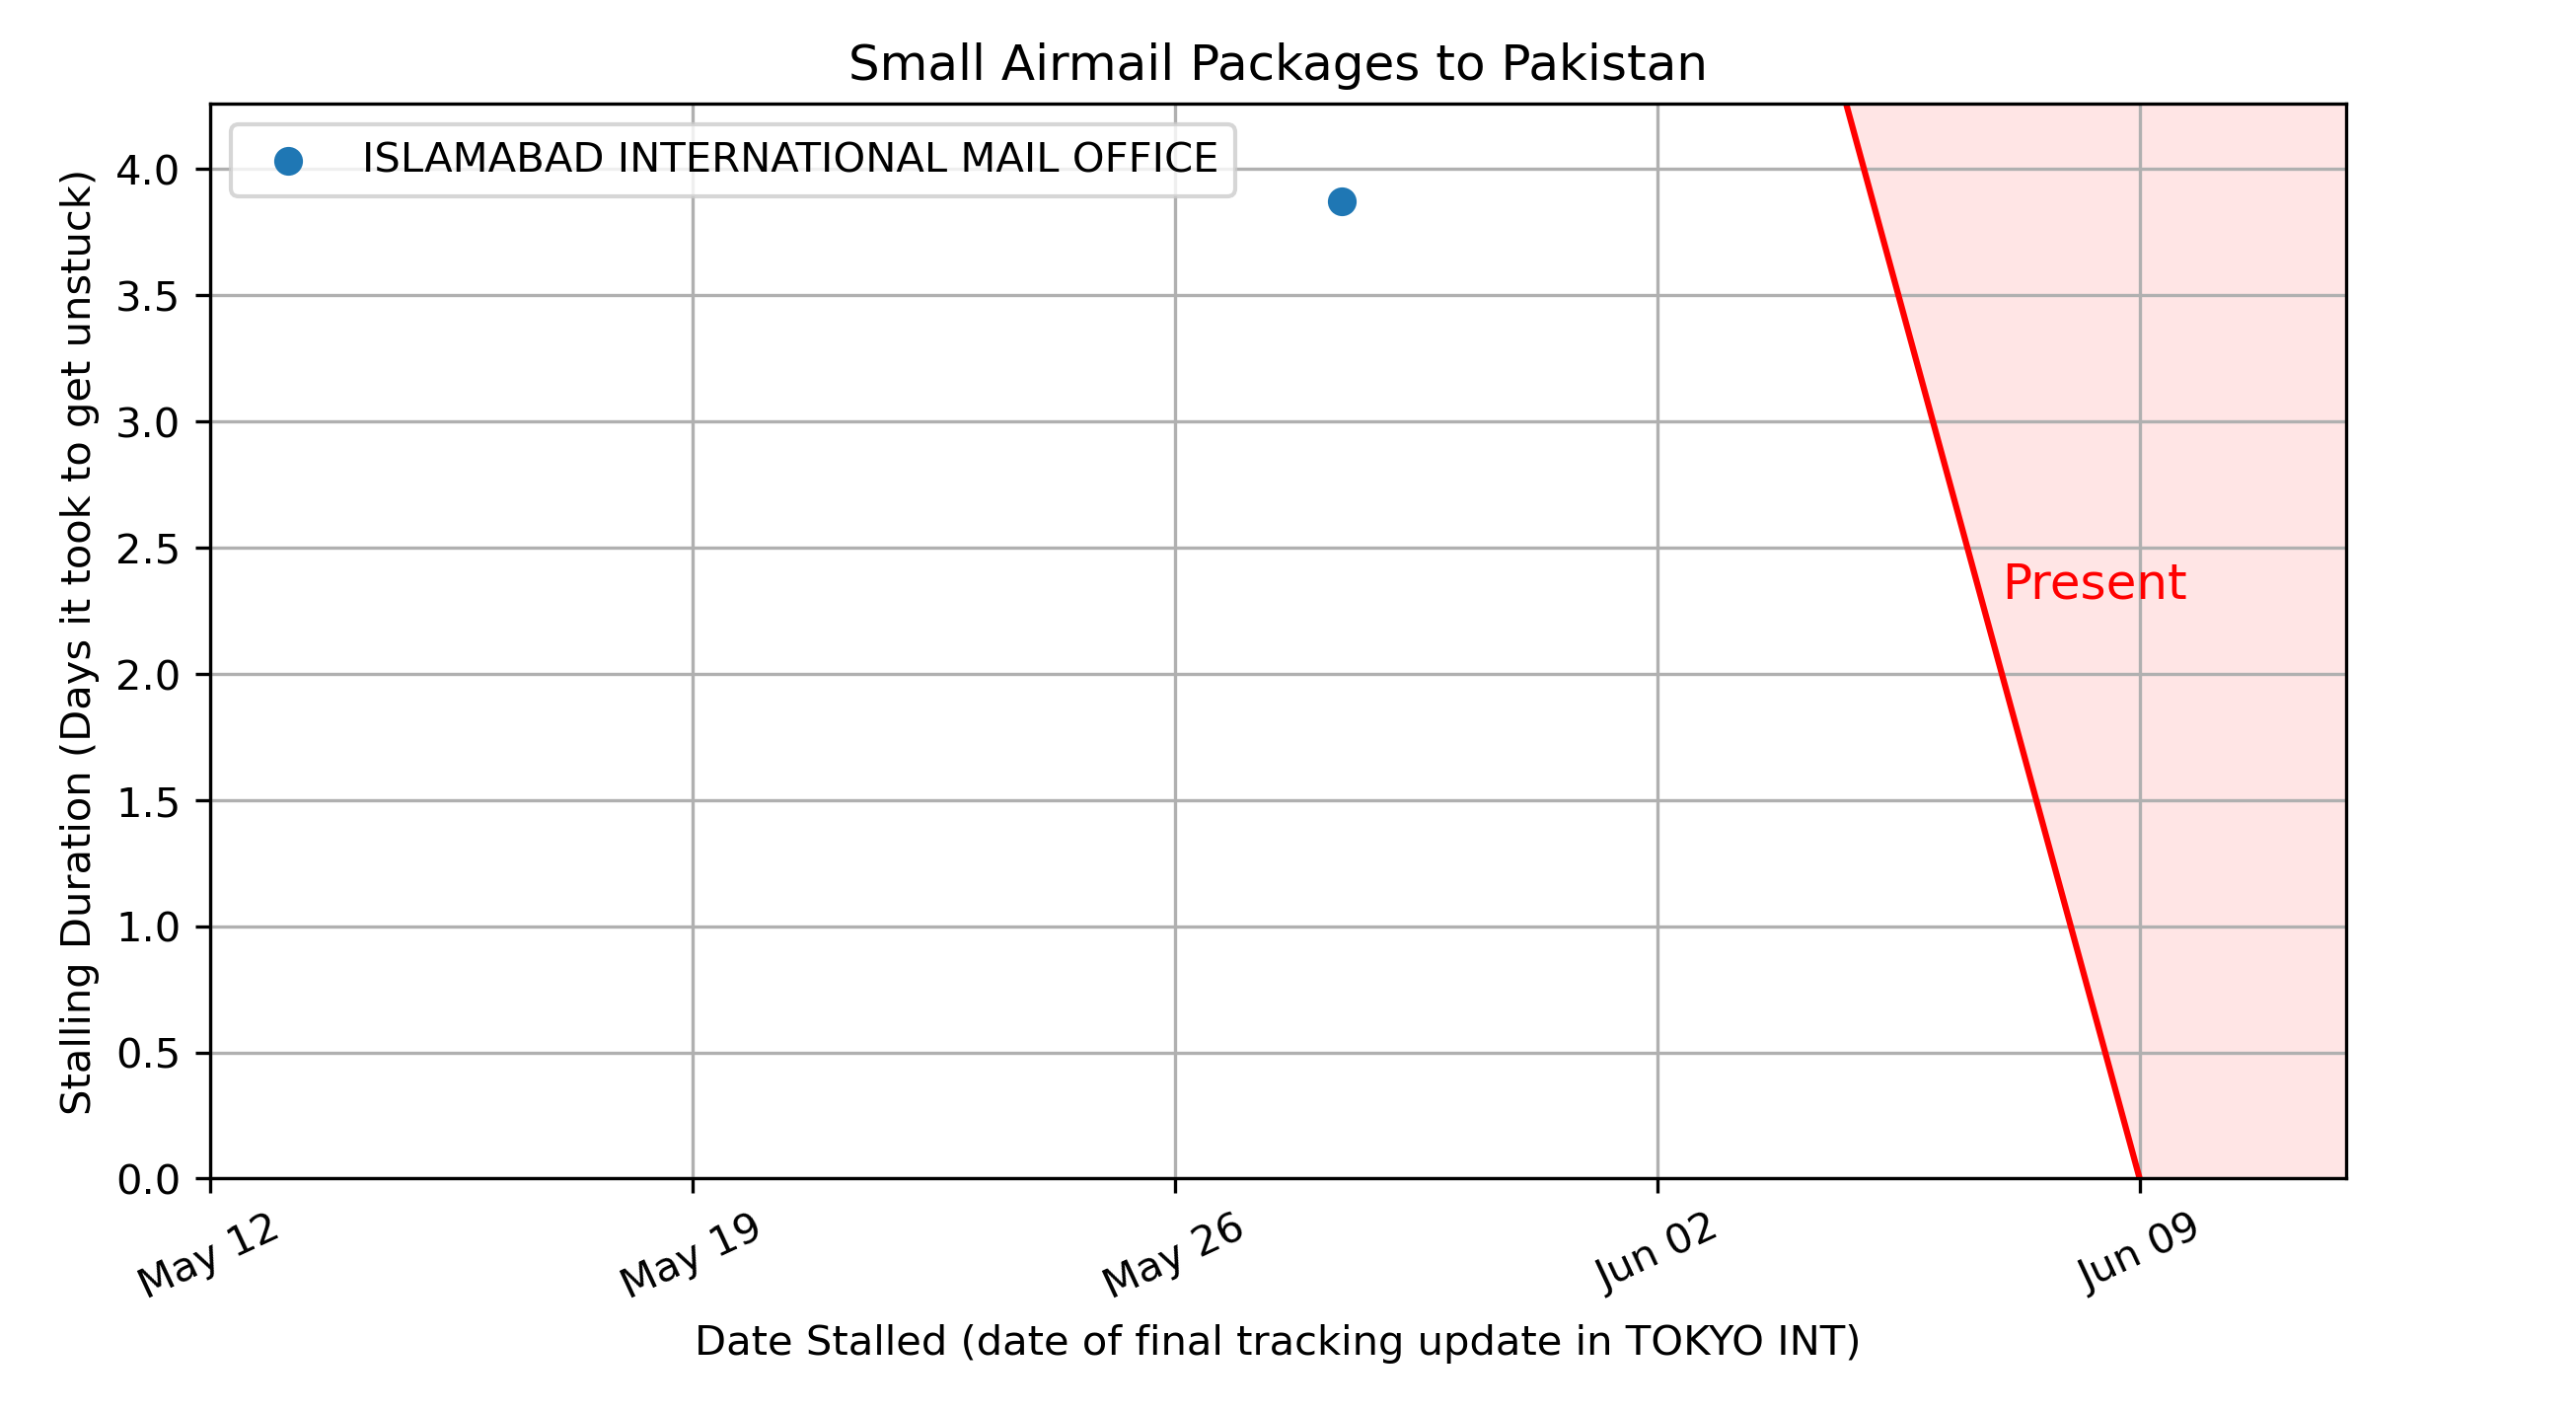 Small Airmail Packages to Pakistan
ISLAMABAD INTERNATIONAL MAIL OFFICE
Stalling Duration (Days it took to get unstuck)
4.0
3.5
3.0
2.5
2.0
1.5
1.0
0.5
0.0
Present
May 12
May 19
May 26
Jun 02
Jun 09
Date Stalled (date of final tracking update in TOKYO INT)